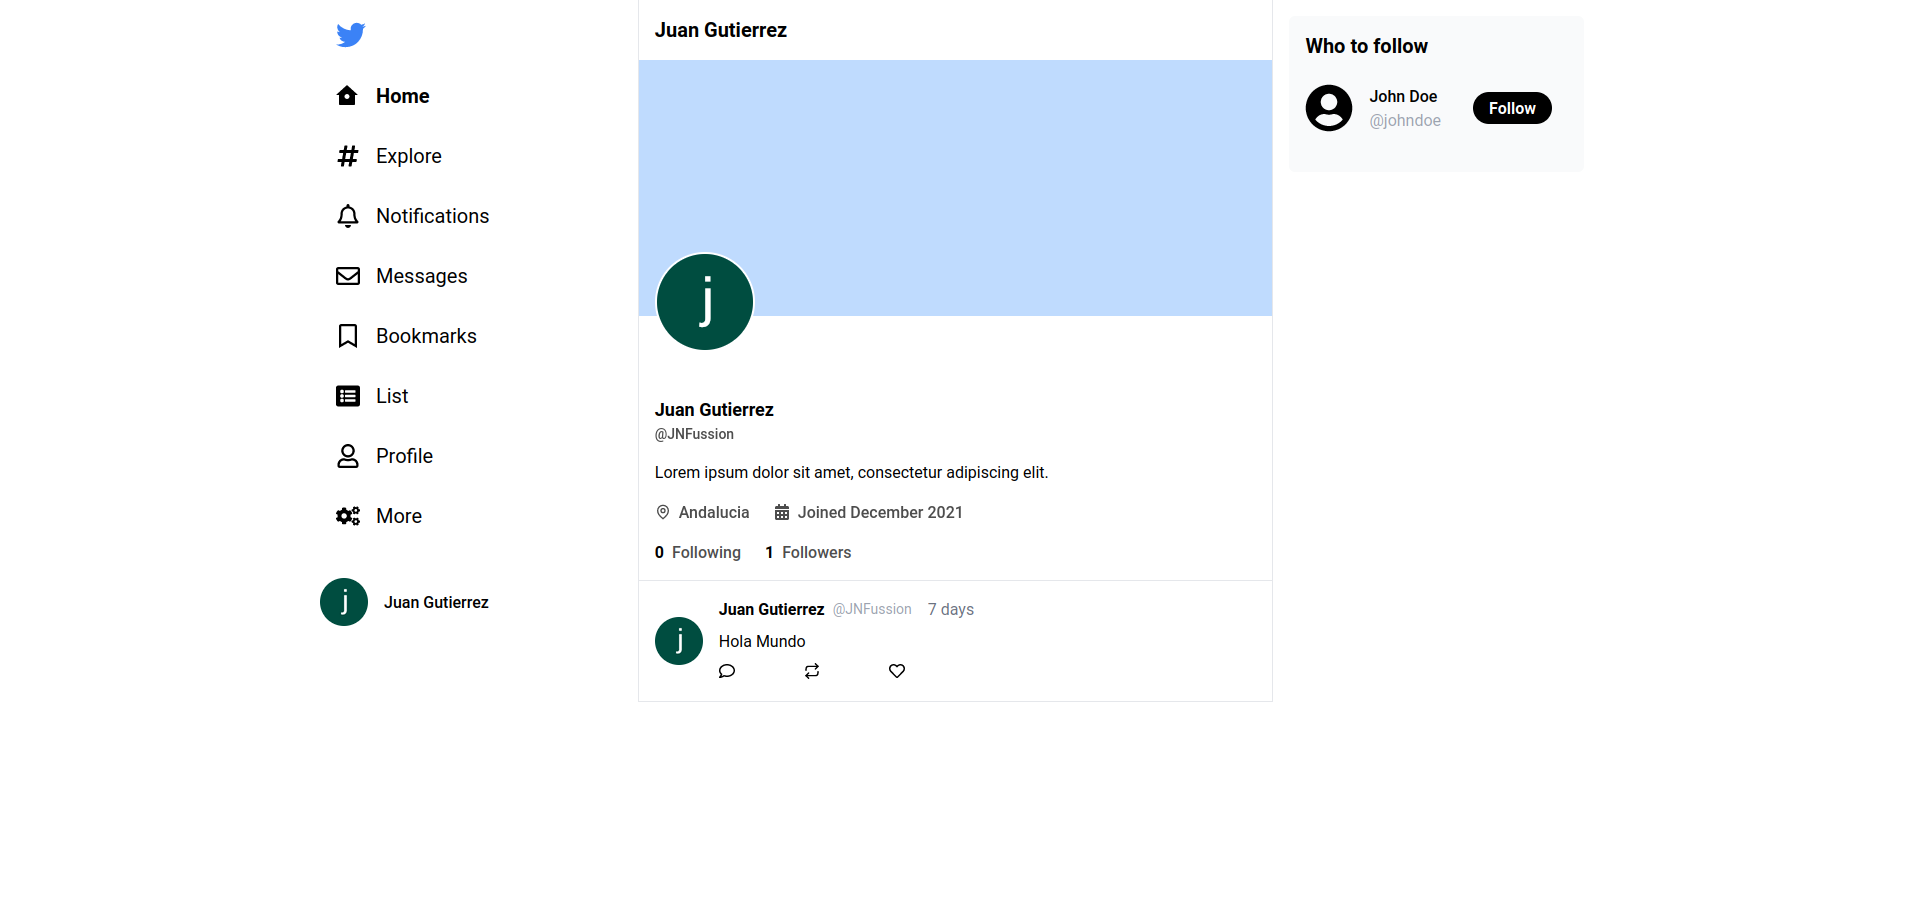 Home
Explore
Notifications
Messages
Bookmarks
List
Profile
More
j Juan Gutierrez
Juan Gutierrez
j
Juan Gutierrez
@JNFussion
Lorem ipsum dolor sit amet, consectetur adipiscing elit.
Andalucia Joined December 2021
0 Following 1 Followers
Juan Gutierrez @JNFussion 7 days
j
Hola Mundo
Who to follow
John Doe
@johndoe
Follow